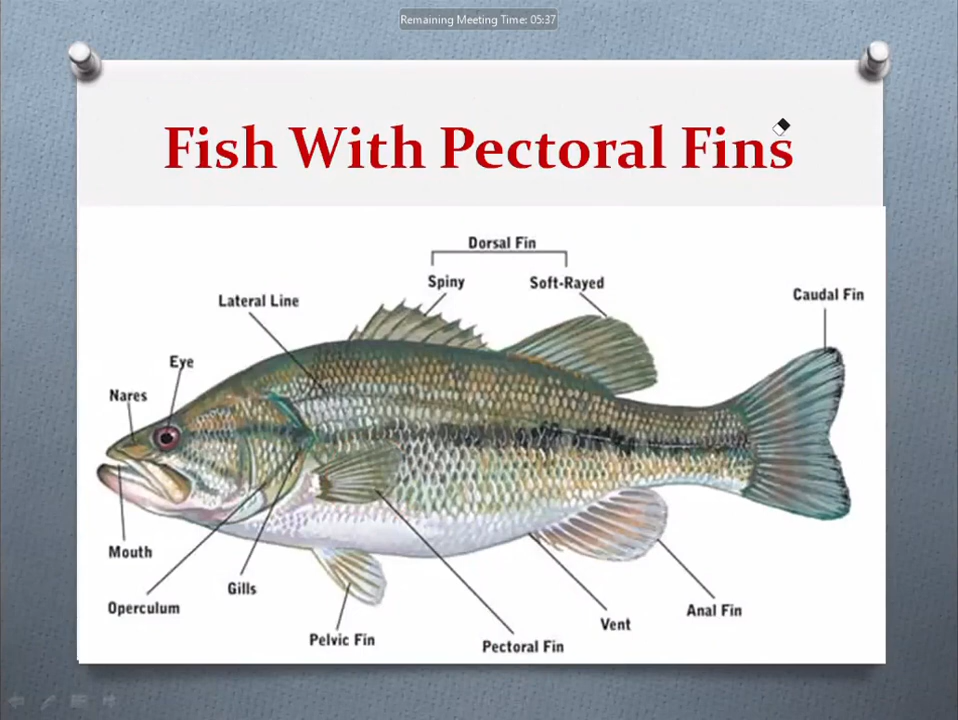 Remaining Meeting Time: 05:37
Fish With Pectoral Fins
Dorsal Fin
Spiny
Soft-Rayed
Caudal Fin
Lateral Line
Eye
Nares
Mouth
Gills
Operculum
Pelvic Fin
Pectoral Fin
Vent
Anal Fin